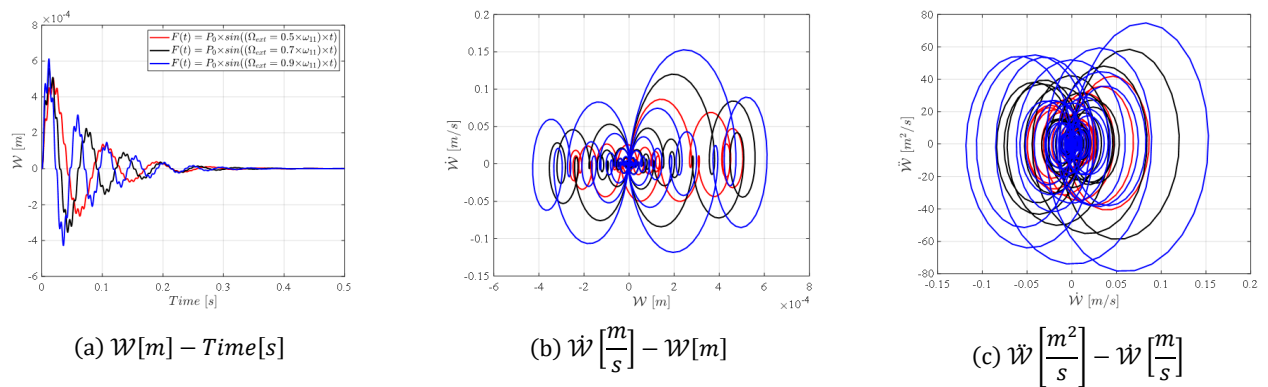 ×10⁻⁴
8
6
4
2
0
-2
-4
-6
W [m]
F(t) = P₀×sin((Ω_ext = 0.5×ω₁₁)×t)
F(t) = P₀×sin((Ω_ext = 0.7×ω₁₁)×t)
F(t) = P₀×sin((Ω_ext = 0.9×ω₁₁)×t)
0 0.1 0.2 0.3 0.4 0.5
Time [s]
(a) 𝒲[m] − Time[s]
0.2
0.15
0.1
0.05
0
-0.05
-0.1
0.15
Ẇ [m/s]
-6 -4 -2 0 2 4 6 8
×10⁻⁴
W [m]
(b) 𝒲̇ [m/s] − 𝒲[m]
80
60
40
20
0
-20
-40
-60
-80
Ẅ [m²/s]
-0.15 -0.1 -0.05 0 0.05 0.1 0.15 0.2
Ẇ [m/s]
(c) 𝒲̈ [m²/s] − 𝒲̇ [m/s]